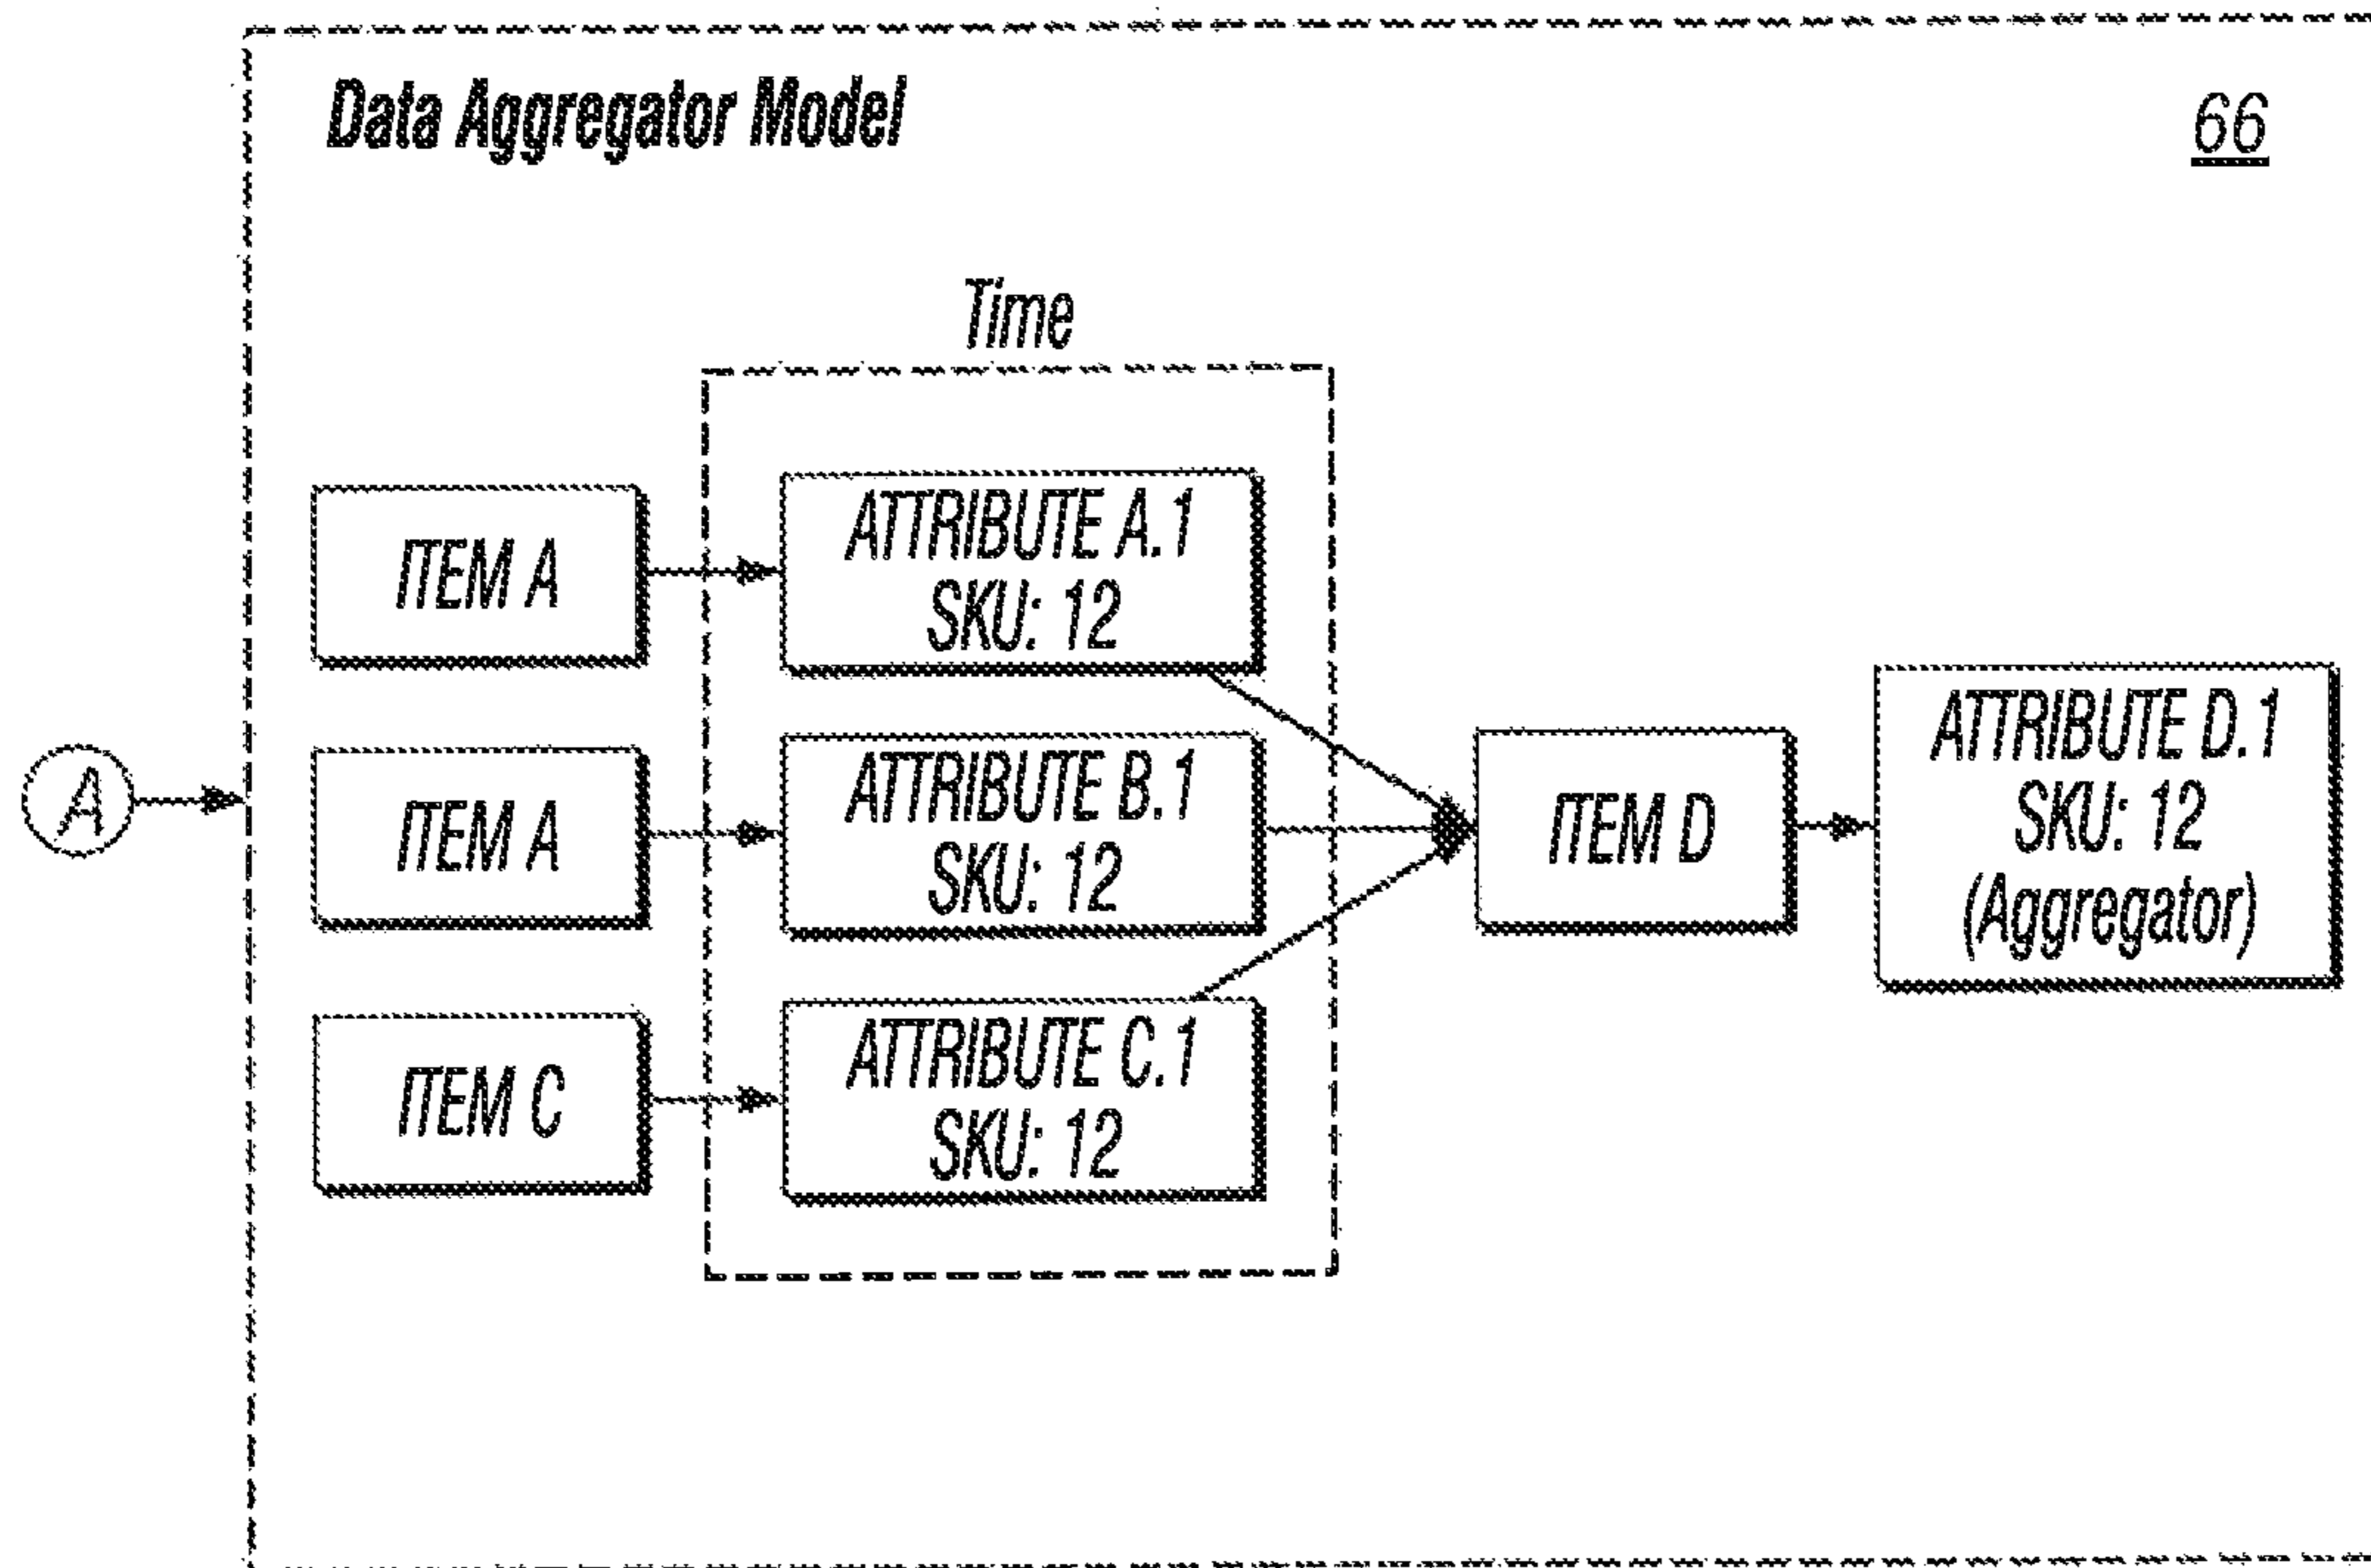 Data Aggregator Model
66
Time
ITEM A
ATTRIBUTE A.1
SKU: 12
A
ITEM A
ATTRIBUTE B.1
SKU: 12
ITEM D
ATTRIBUTE D.1
SKU: 12
(Aggregator)
ITEM C
ATTRIBUTE C.1
SKU: 12